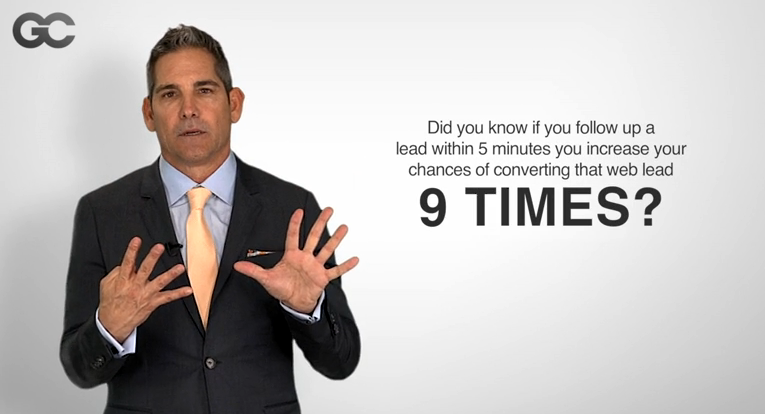 GC
Did you know if you follow up a
lead within 5 minutes you increase your
chances of converting that web lead
9 TIMES?